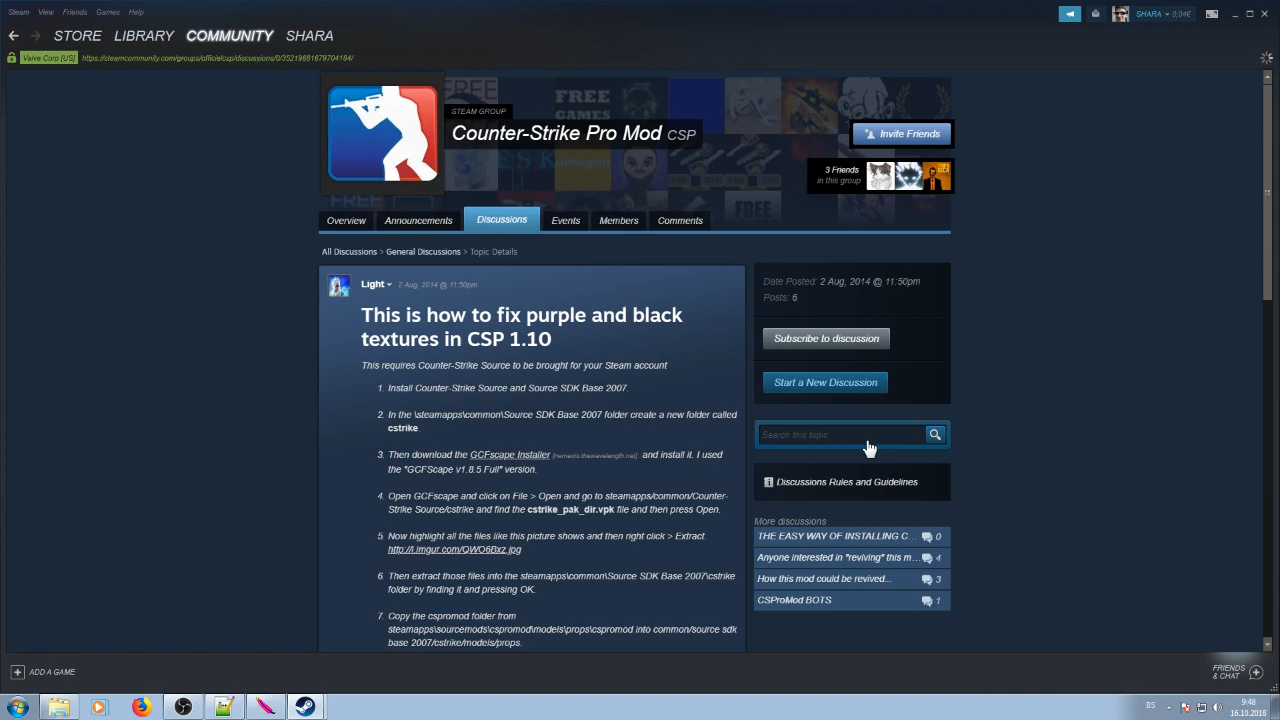 Steam View Friends Games Help
SHARA 0,04€
STORE LIBRARY COMMUNITY SHARA
Valve Corp [US] https://steamcommunity.com/groups/officialcsp/discussions/0/35219681679704184/
FREE
FREE GAMES
STEAM GROUP
Counter-Strike Pro Mod CSP
Invite Friends
3 Friends
in this group
FREE
Overview Announcements Discussions Events Members Comments
All Discussions > General Discussions > Topic Details
Light 2 Aug, 2014 @ 11:50pm
This is how to fix purple and black
textures in CSP 1.10
This requires Counter-Strike Source to be brought for your Steam account
1. Install Counter-Strike Source and Source SDK Base 2007.
2. In the \steamapps\common\Source SDK Base 2007 folder create a new folder called
cstrike.
3. Then download the GCFscape Installer [nemesis.thewavelength.net] and install it. I used
the "GCFScape v1.8.5 Full" version.
4. Open GCFscape and click on File > Open and go to steamapps/common/Counter-
Strike Source/cstrike and find the cstrike_pak_dir.vpk file and then press Open.
5. Now highlight all the files like this picture shows and then right click > Extract.
http://i.imgur.com/QWO6Bxz.jpg
6. Then extract those files into the steamapps\common\Source SDK Base 2007\cstrike
folder by finding it and pressing OK.
7. Copy the cspromod folder from
steamapps\sourcemods\cspromod\models\props\cspromod into common/source sdk
base 2007/cstrike/models/props.
Date Posted: 2 Aug, 2014 @ 11:50pm
Posts: 6
Subscribe to discussion
Start a New Discussion
Search this topic
Discussions Rules and Guidelines
More discussions
THE EASY WAY OF INSTALLING C... 0
Anyone interested in "reviving" this m... 4
How this mod could be revived... 3
CSProMod BOTS 1
ADD A GAME
FRIENDS
& CHAT
BS
9:48
16.10.2018